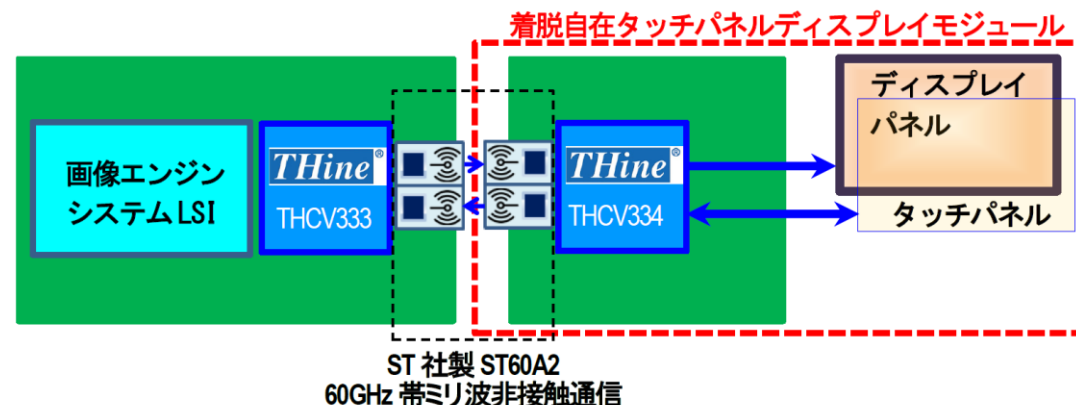 着脱自在タッチパネルディスプレイモジュール
画像エンジン
システム LSI
THine®
THCV333
THine®
THCV334
ディスプレイ
パネル
タッチパネル
ST 社製 ST60A2
60GHz 帯ミリ波非接触通信